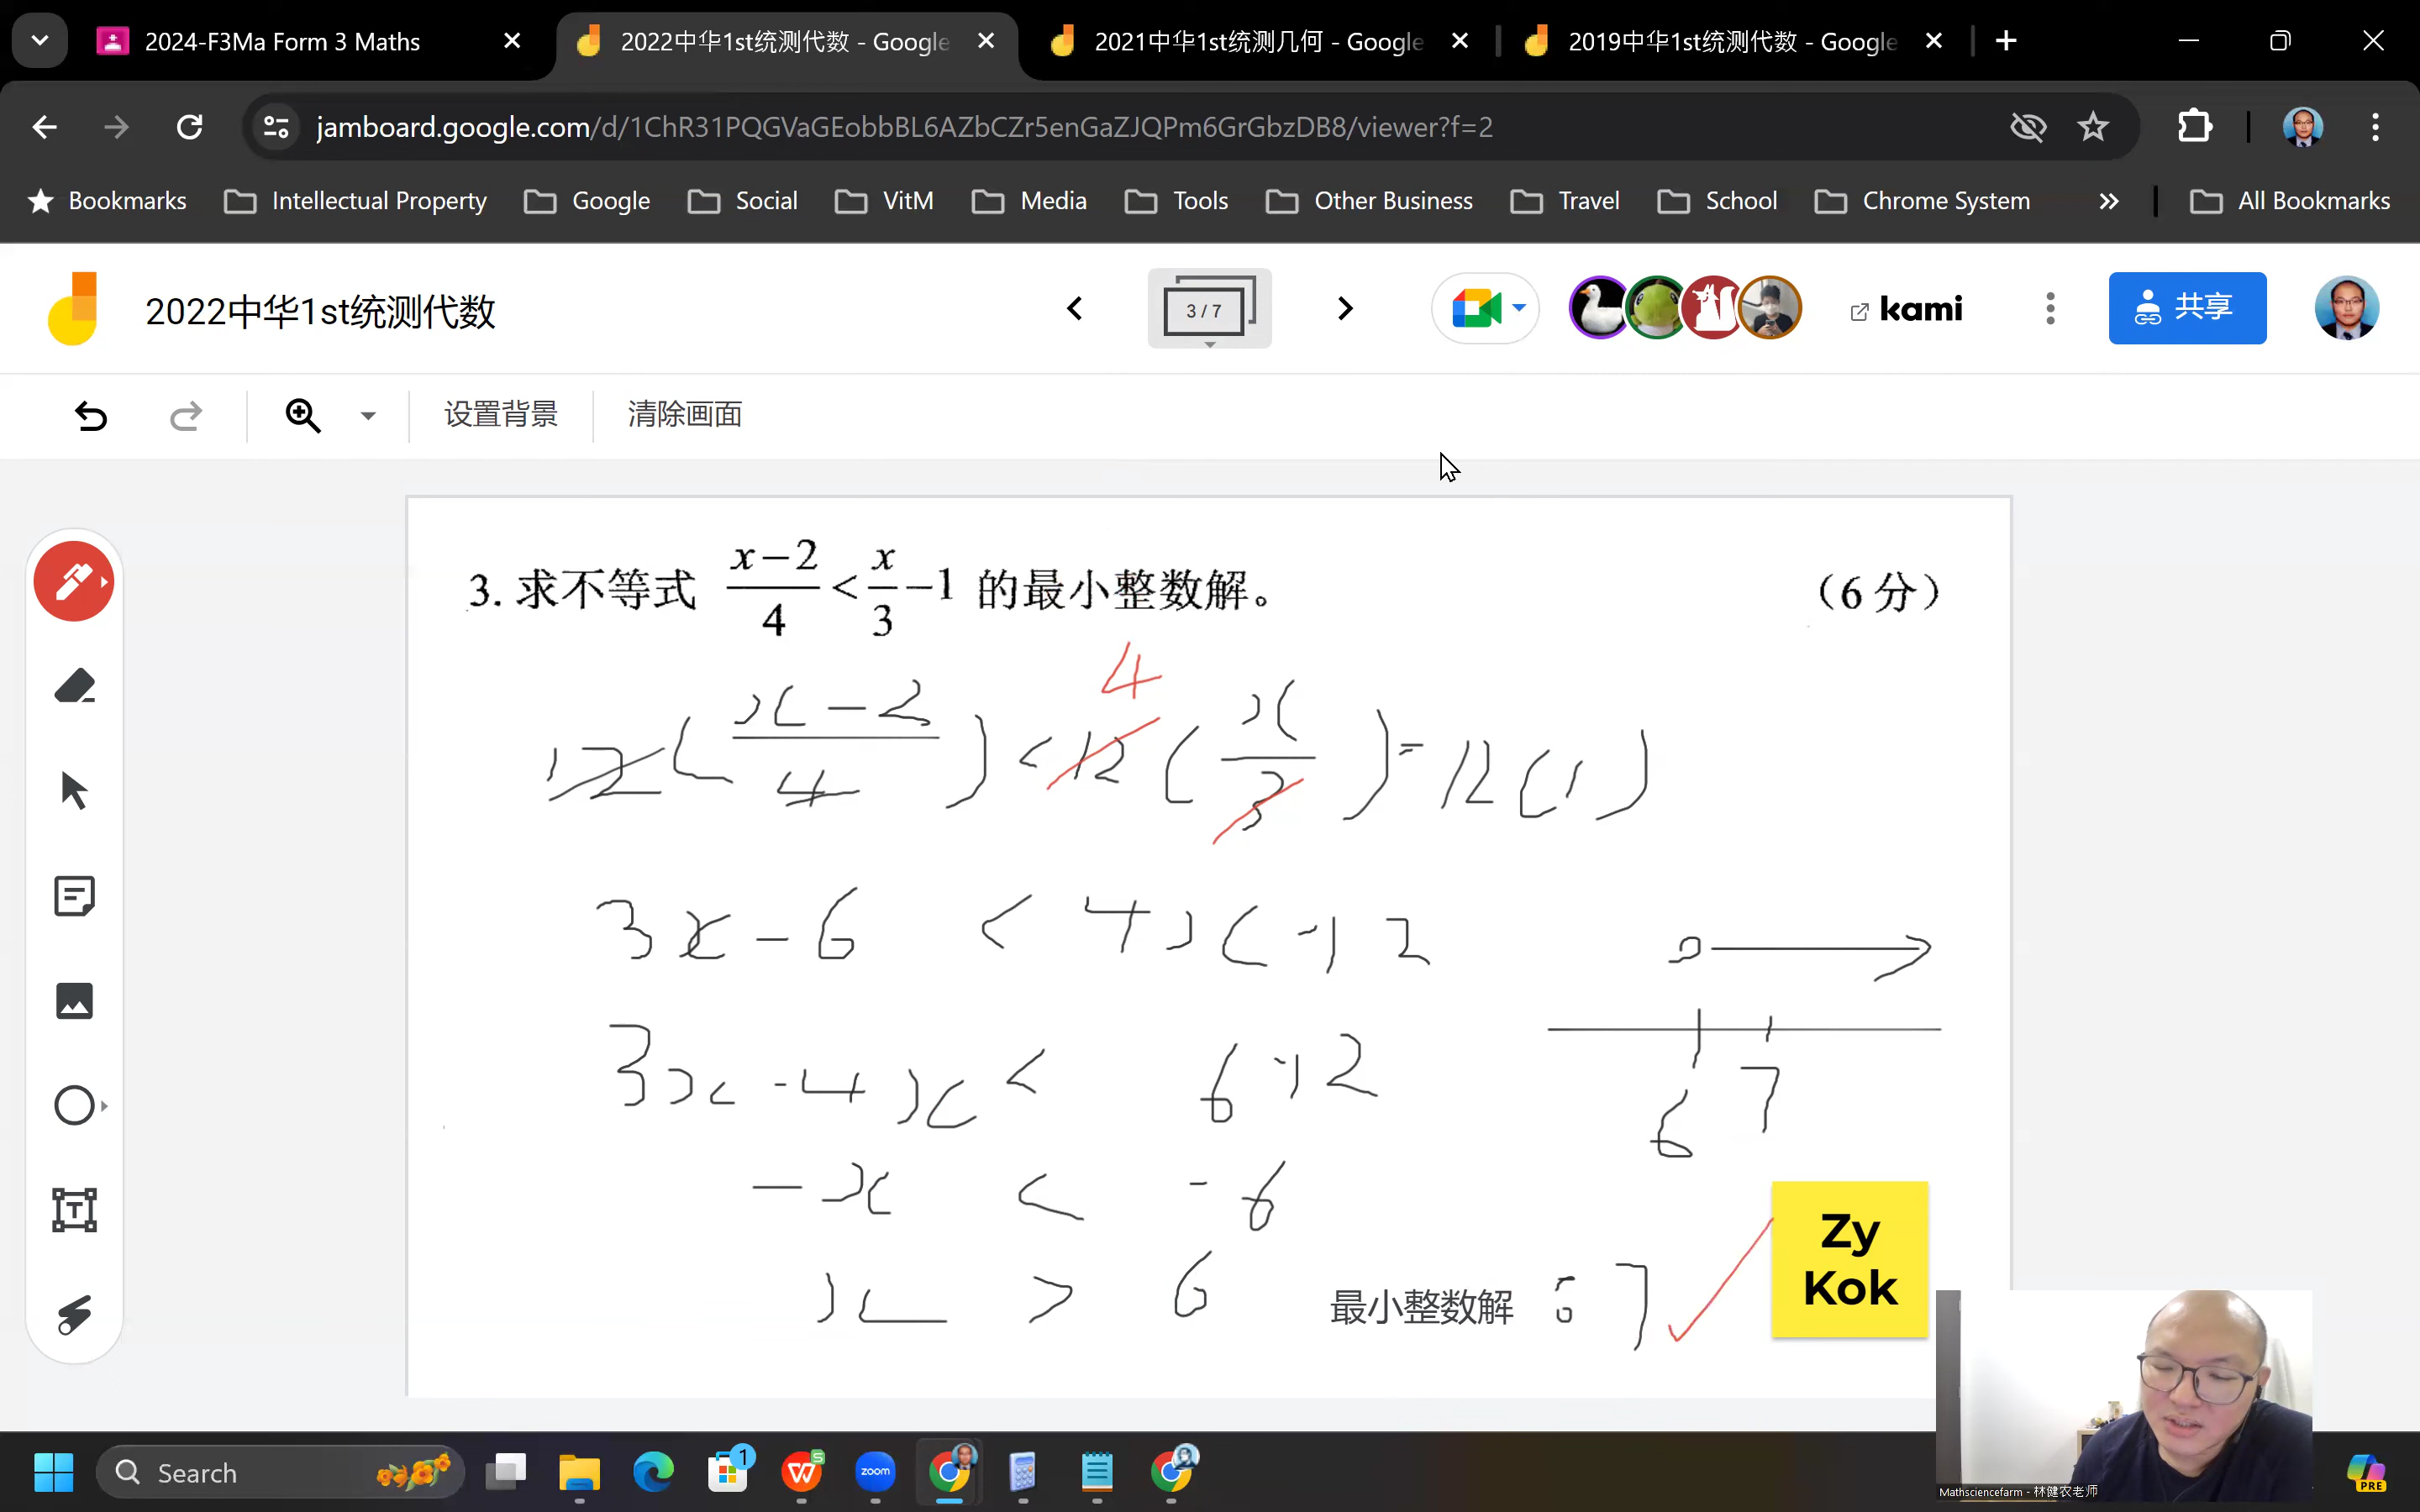 2024-F3Ma Form 3 Maths
2022中华1st统测代数 - Google
2021中华1st统测几何 - Google
2019中华1st统测代数 - Google
jamboard.google.com/d/1ChR31PQGVaGEobbBL6AZbCZr5enGaZJQPm6GrGbzDB8/viewer?f=2
Bookmarks Intellectual Property Google Social VitM Media Tools Other Business Travel School Chrome System » All Bookmarks
2022中华1st统测代数
3 / 7
kami
共享
设置背景 清除画面
3. 求不等式 (x−2)/4 < x/3 −1 的最小整数解。 (6分)
4
12( (x−2)/4 ) < 12( x/3 ) - 12(1)
3x − 6 < 4x -12
3x - 4x < 6 -12
− x < - 6
x > 6
6 7
最小整数解 : 7
Zy
Kok
Mathsciencefarm - 林健农老师
Search
1
S
W
zoom
PRE